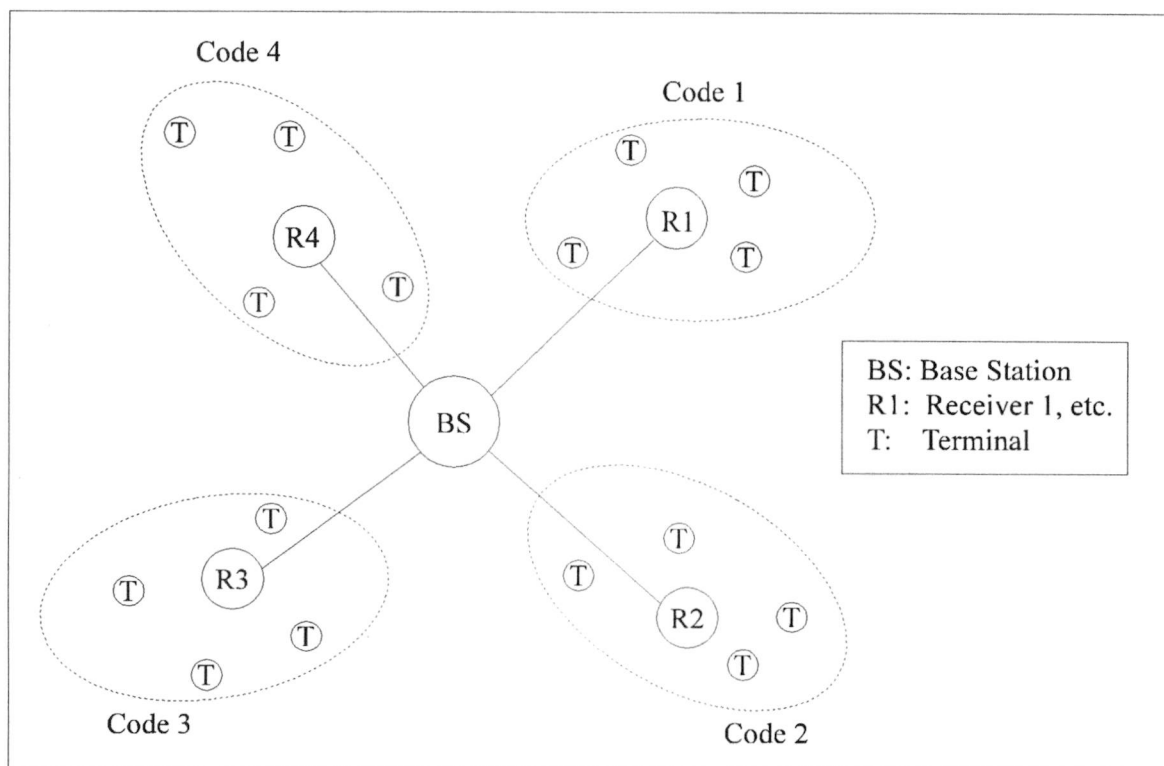 Code 4
Code 1
T
T
T
T
R1
R4
T
T
T
T
BS: Base Station
R1: Receiver 1, etc.
T: Terminal
BS
T
T
T
R3
T
T
R2
T
T
T
Code 3
Code 2